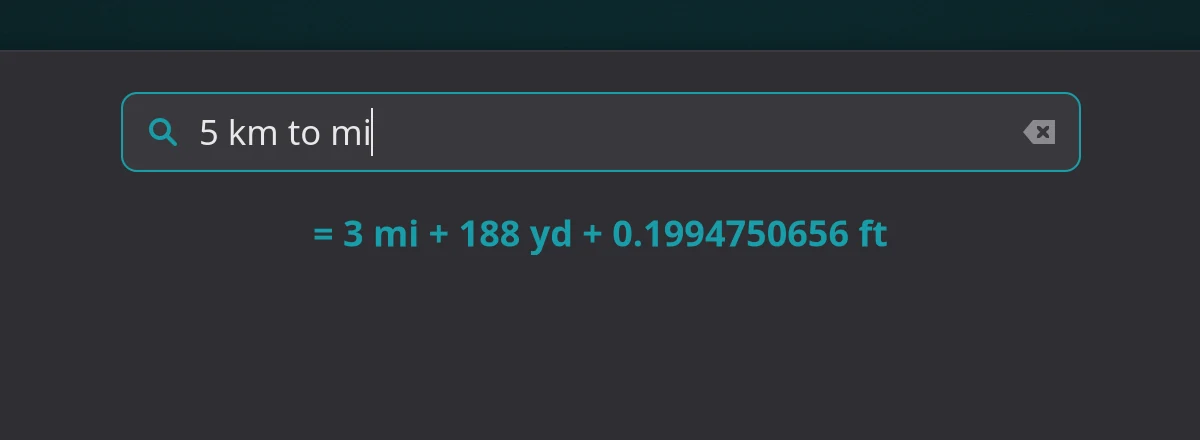 5 km to mi
= 3 mi + 188 yd + 0.1994750656 ft